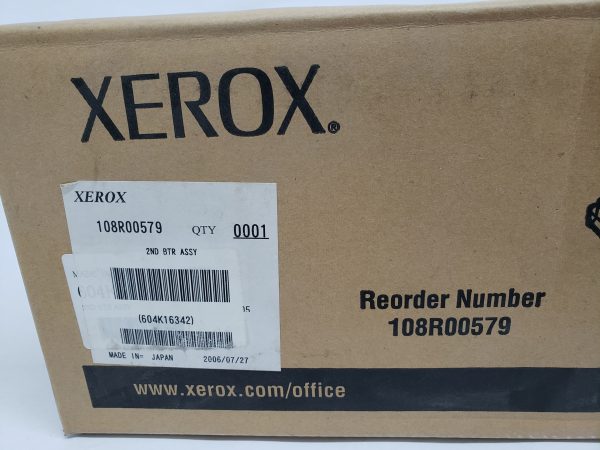 XEROX®
XEROX
108R00579 QTY 0001
2ND BTR ASSY
(604K16342)
MADE IN= JAPAN 2006/07/27
Reorder Number
108R00579
www.xerox.com/office